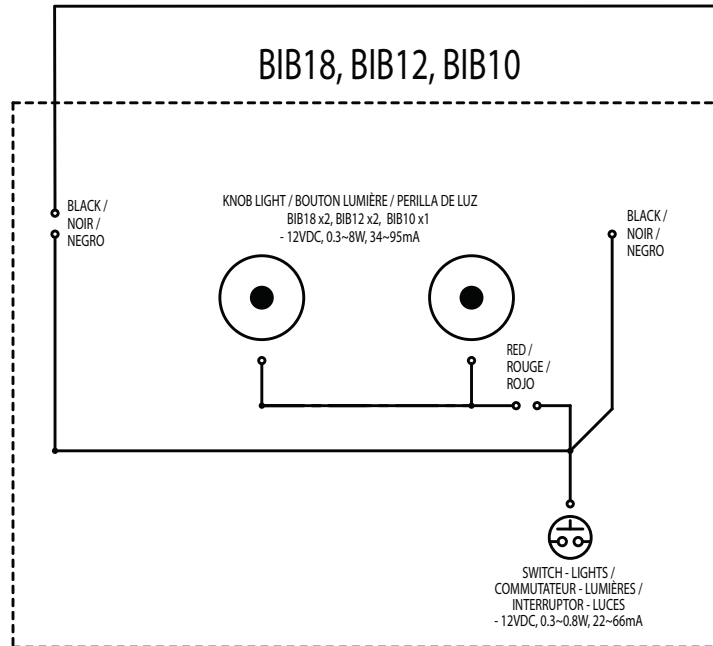 BIB18, BIB12, BIB10
BLACK /
NOIR /
NEGRO
KNOB LIGHT / BOUTON LUMIÈRE / PERILLA DE LUZ
BIB18 x2, BIB12 x2, BIB10 x1
- 12VDC, 0.3~8W, 34~95mA
BLACK /
NOIR /
NEGRO
RED /
ROUGE /
ROJO
SWITCH - LIGHTS /
COMMUTATEUR - LUMIÈRES /
INTERRUPTOR - LUCES
- 12VDC, 0.3~0.8W, 22~66mA